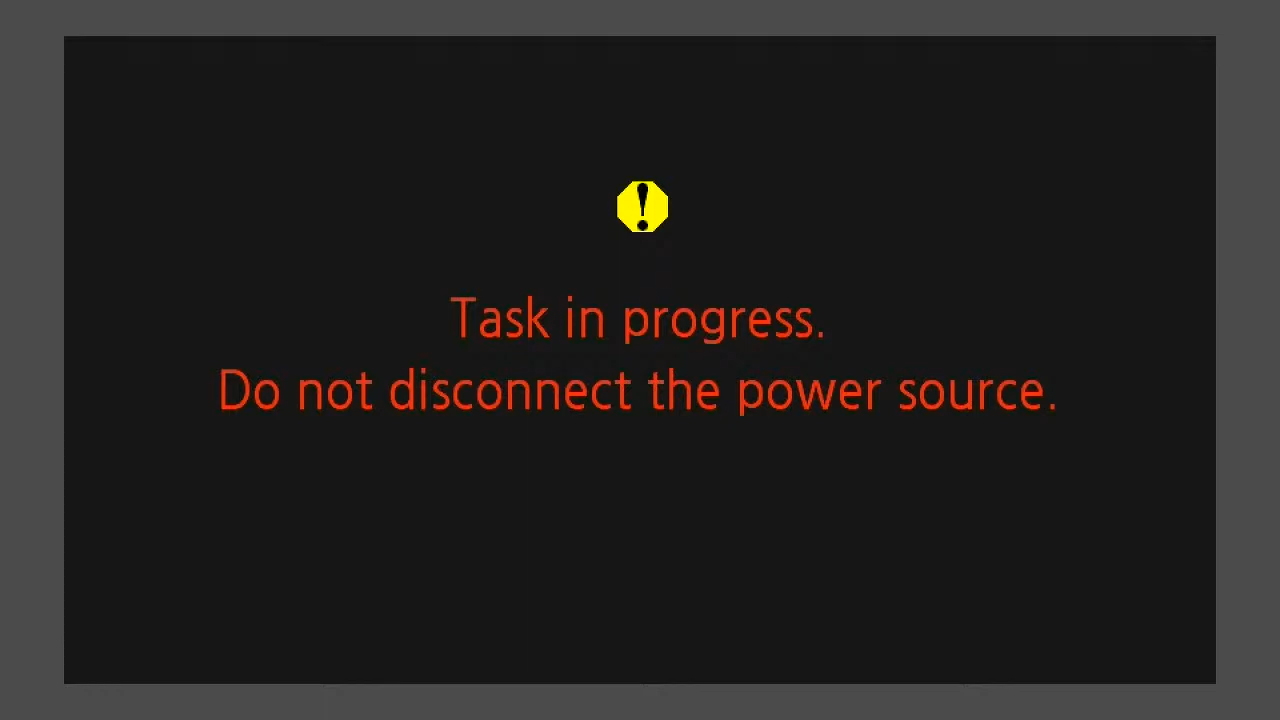 Task in progress.
Do not disconnect the power source.